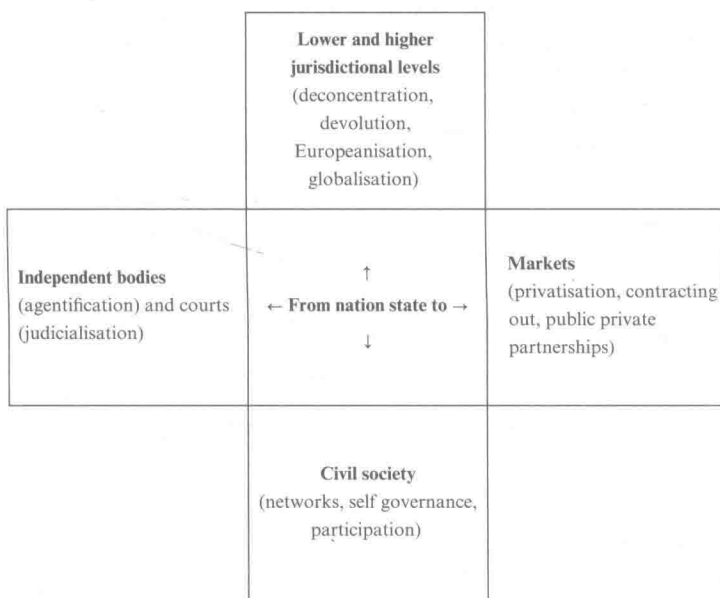 Lower and higher
jurisdictional levels
(deconcentration,
devolution,
Europeanisation,
globalisation)
Independent bodies
(agentification) and courts
(judicialisation)
↑
← From nation state to →
↓
Markets
(privatisation, contracting
out, public private
partnerships)
Civil society
(networks, self governance,
participation)